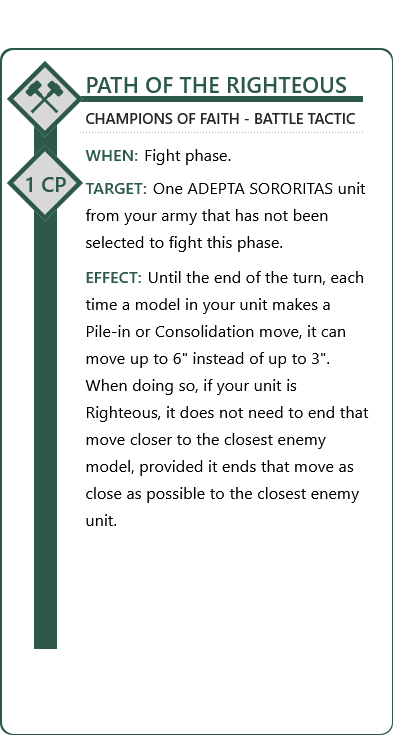 PATH OF THE RIGHTEOUS
CHAMPIONS OF FAITH - BATTLE TACTIC
WHEN: Fight phase.
1 CP
TARGET: One ADEPTA SORORITAS unit
from your army that has not been
selected to fight this phase.
EFFECT: Until the end of the turn, each
time a model in your unit makes a
Pile-in or Consolidation move, it can
move up to 6" instead of up to 3".
When doing so, if your unit is
Righteous, it does not need to end that
move closer to the closest enemy
model, provided it ends that move as
close as possible to the closest enemy
unit.